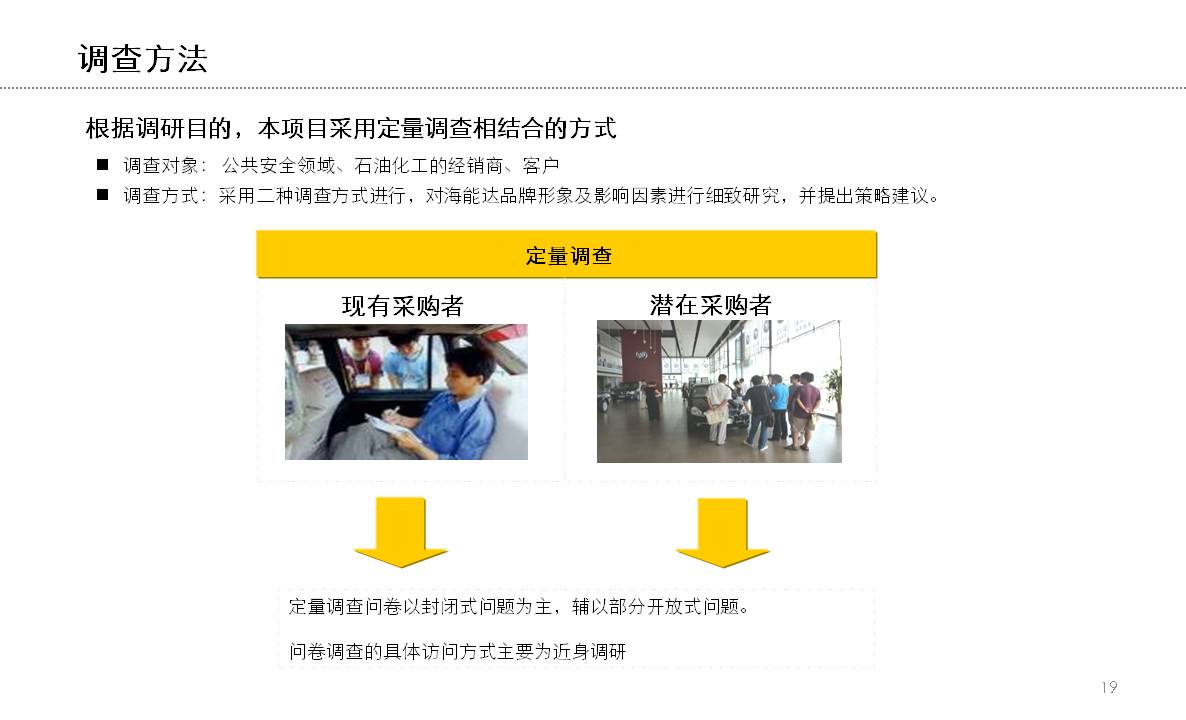 调查方法
根据调研目的，本项目采用定量调查相结合的方式
■ 调查对象： 公共安全领域、石油化工的经销商、客户
■ 调查方式：采用二种调查方式进行，对海能达品牌形象及影响因素进行细致研究，并提出策略建议。
定量调查
现有采购者
潜在采购者
定量调查问卷以封闭式问题为主，辅以部分开放式问题。
问卷调查的具体访问方式主要为近身调研
19